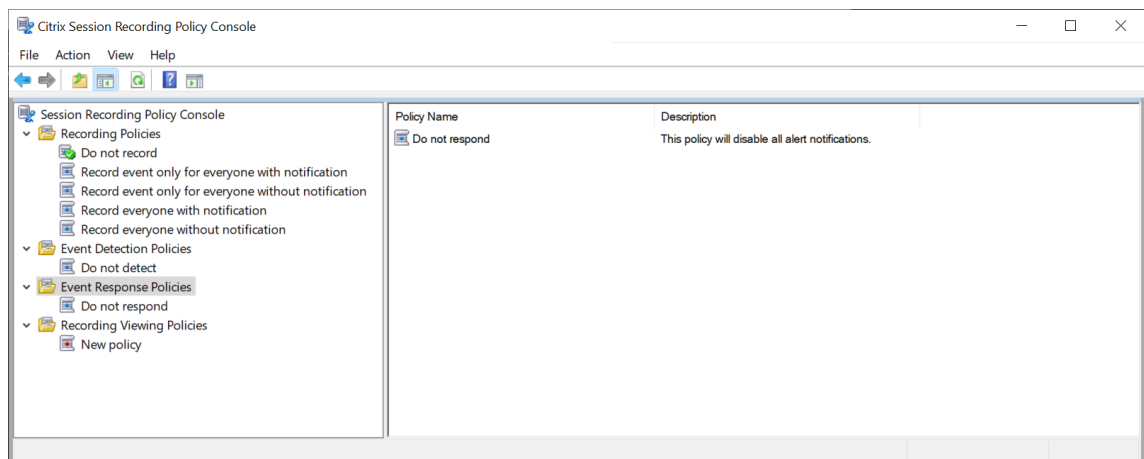 Citrix Session Recording Policy Console
File Action View Help
Session Recording Policy Console
Recording Policies
Do not record
Record event only for everyone with notification
Record event only for everyone without notification
Record everyone with notification
Record everyone without notification
Event Detection Policies
Do not detect
Event Response Policies
Do not respond
Recording Viewing Policies
New policy
Policy Name Description
Do not respond This policy will disable all alert notifications.